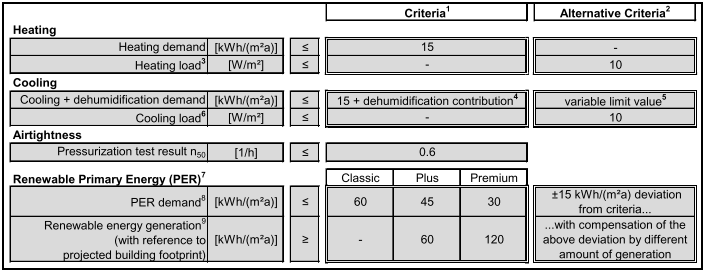 Criteria¹ Alternative Criteria²
Heating
Heating demand [kWh/(m²a)] ≤ 15 -
Heating load³ [W/m²] ≤ - 10
Cooling
Cooling + dehumidification demand [kWh/(m²a)] ≤ 15 + dehumidification contribution⁴ variable limit value⁵
Cooling load⁶ [W/m²] ≤ - 10
Airtightness
Pressurization test result n₅₀ [1/h] ≤ 0.6
Renewable Primary Energy (PER)⁷ Classic Plus Premium
PER demand⁸ [kWh/(m²a)] ≤ 60 45 30 ±15 kWh/(m²a) deviation
from criteria...
Renewable energy generation⁹
(with reference to
projected building footprint) [kWh/(m²a)] ≥ - 60 120 ...with compensation of the
above deviation by different
amount of generation